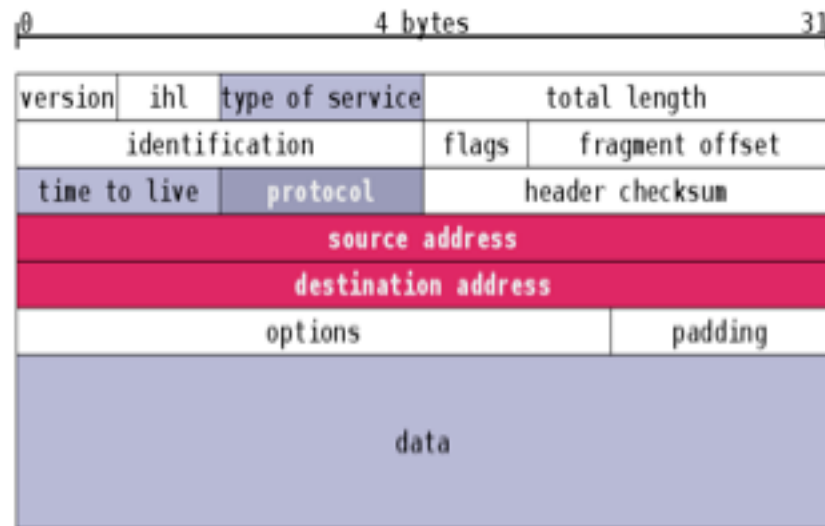 0 4 bytes 31
version ihl type of service total length
identification flags fragment offset
time to live protocol header checksum
source address
destination address
options padding
data